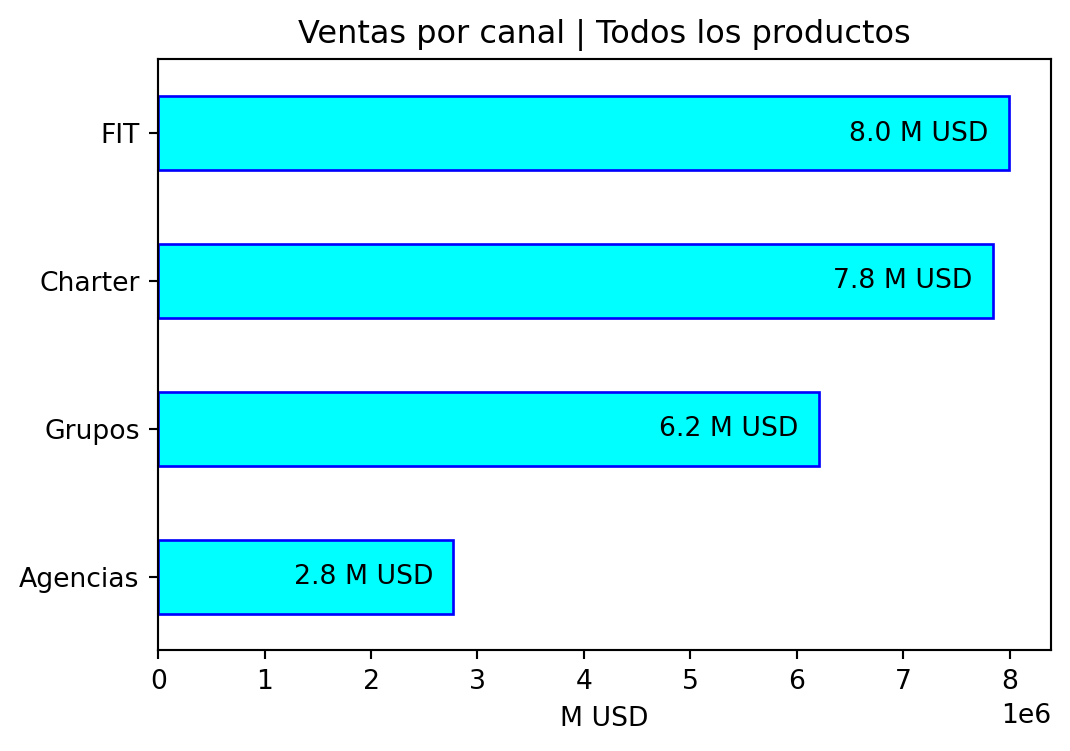 Ventas por canal | Todos los productos
FIT
8.0 M USD
Charter
7.8 M USD
Grupos
6.2 M USD
Agencias
2.8 M USD
0 1 2 3 4 5 6 7 8
1e6
M USD